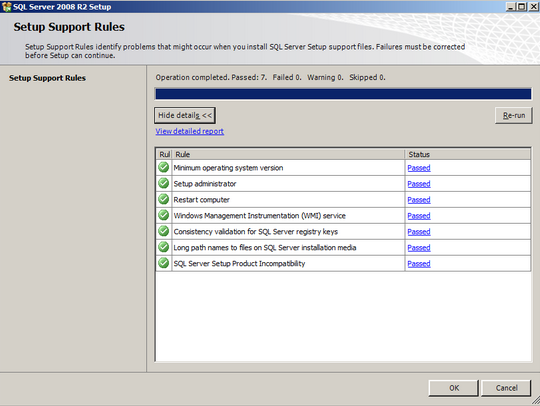 SQL Server 2008 R2 Setup
Setup Support Rules
Setup Support Rules identify problems that might occur when you install SQL Server Setup support files. Failures must be corrected
before Setup can continue.
Setup Support Rules
Operation completed. Passed: 7. Failed 0. Warning 0. Skipped 0.
Hide details <<
Re-run
View detailed report
Rul Rule Status
Minimum operating system version Passed
Setup administrator Passed
Restart computer Passed
Windows Management Instrumentation (WMI) service Passed
Consistency validation for SQL Server registry keys Passed
Long path names to files on SQL Server installation media Passed
SQL Server Setup Product Incompatibility Passed
OK Cancel